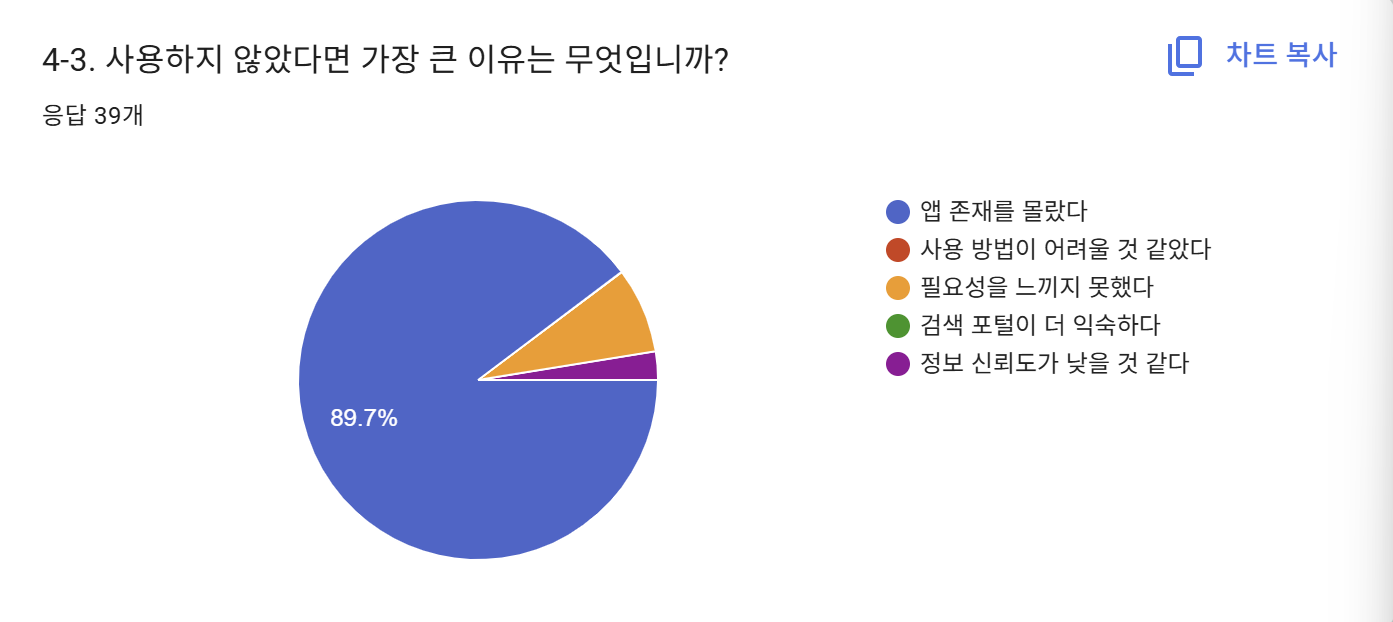 4-3. 사용하지 않았다면 가장 큰 이유는 무엇입니까?
차트 복사
응답 39개
앱 존재를 몰랐다
사용 방법이 어려울 것 같았다
필요성을 느끼지 못했다
검색 포털이 더 익숙하다
정보 신뢰도가 낮을 것 같다
89.7%